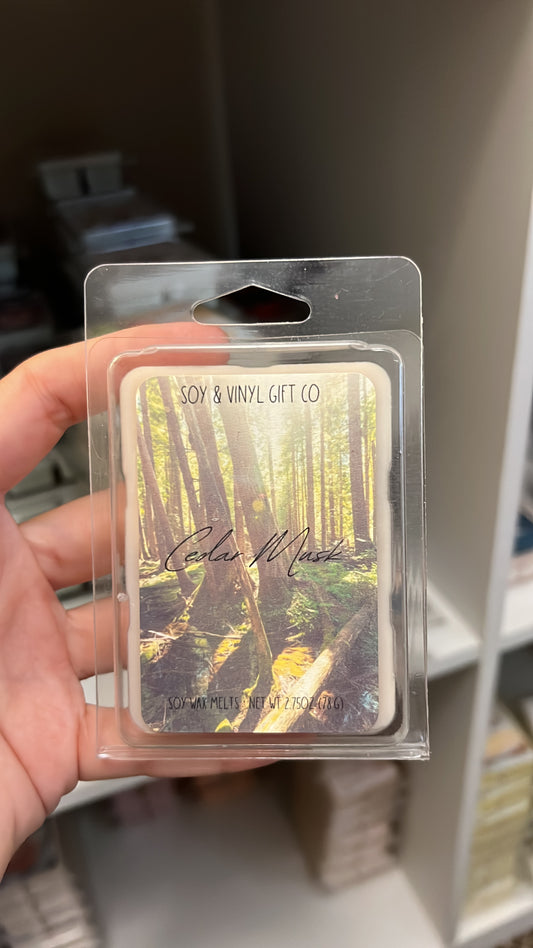 SOY & VINYL GIFT CO
Cedar Musk
SOY WAX MELTS · NET WT 2.75OZ (78G)